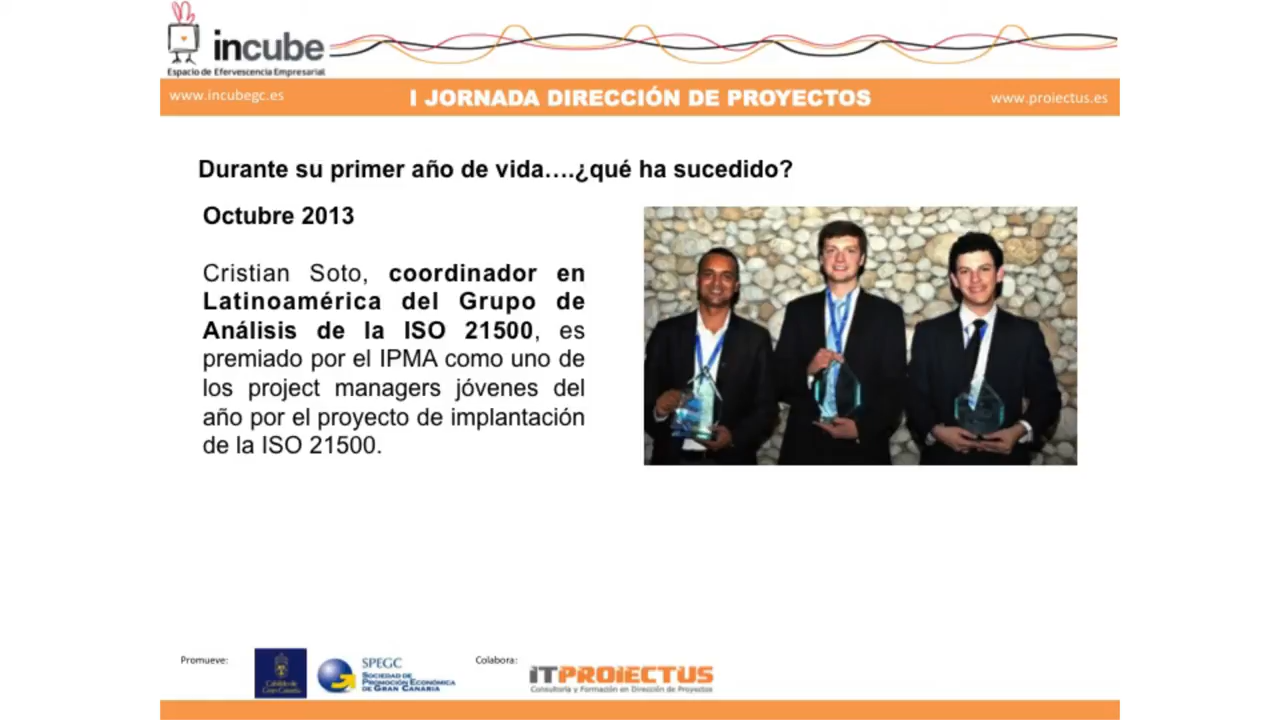 incube
Espacio de Efervescencia Empresarial
www.incubegc.es
I JORNADA DIRECCIÓN DE PROYECTOS
www.proiectus.es
Durante su primer año de vida….¿qué ha sucedido?
Octubre 2013
Cristian Soto, coordinador en
Latinoamérica del Grupo de
Análisis de la ISO 21500, es
premiado por el IPMA como uno de
los project managers jóvenes del
año por el proyecto de implantación
de la ISO 21500.
Promueve:
Cabildo de
Gran Canaria
SPEGC
SOCIEDAD DE
PROMOCIÓN ECONÓMICA
DE GRAN CANARIA
Colabora:
ITPROIECTUS
Consultoría y Formación en Dirección de Proyectos